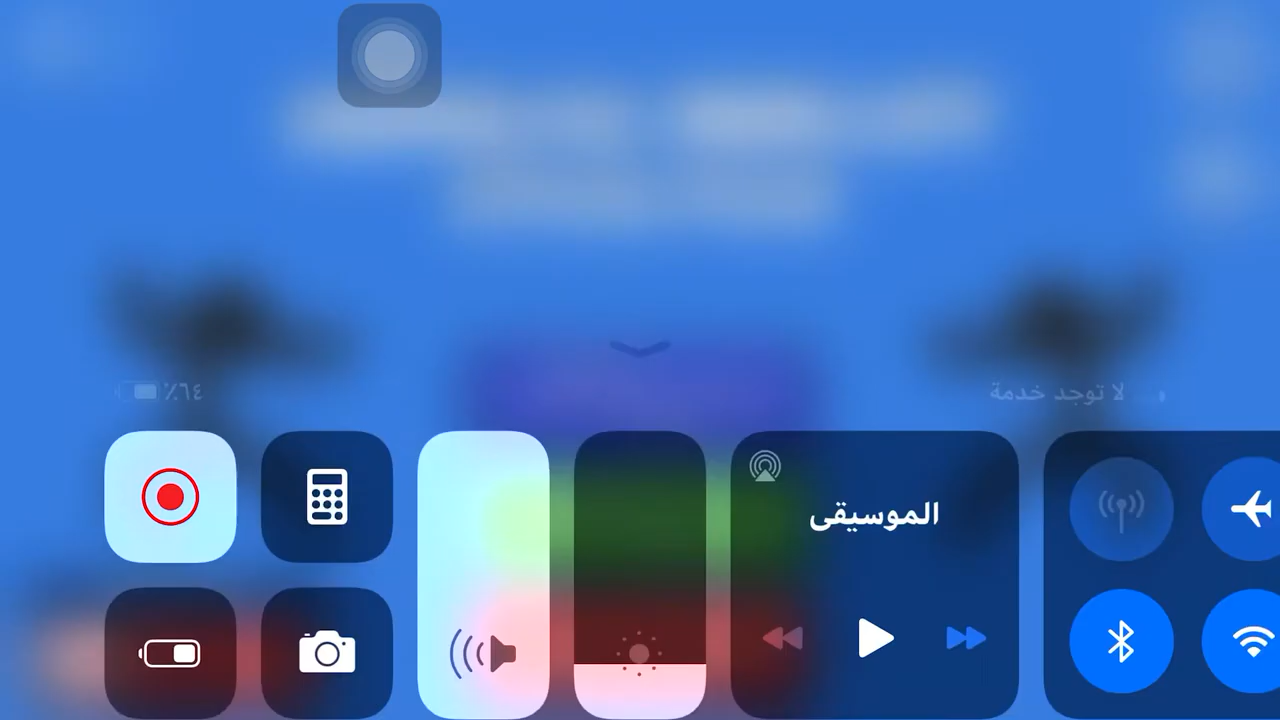 لا توجد خدمة
٪٦٤
الموسيقى